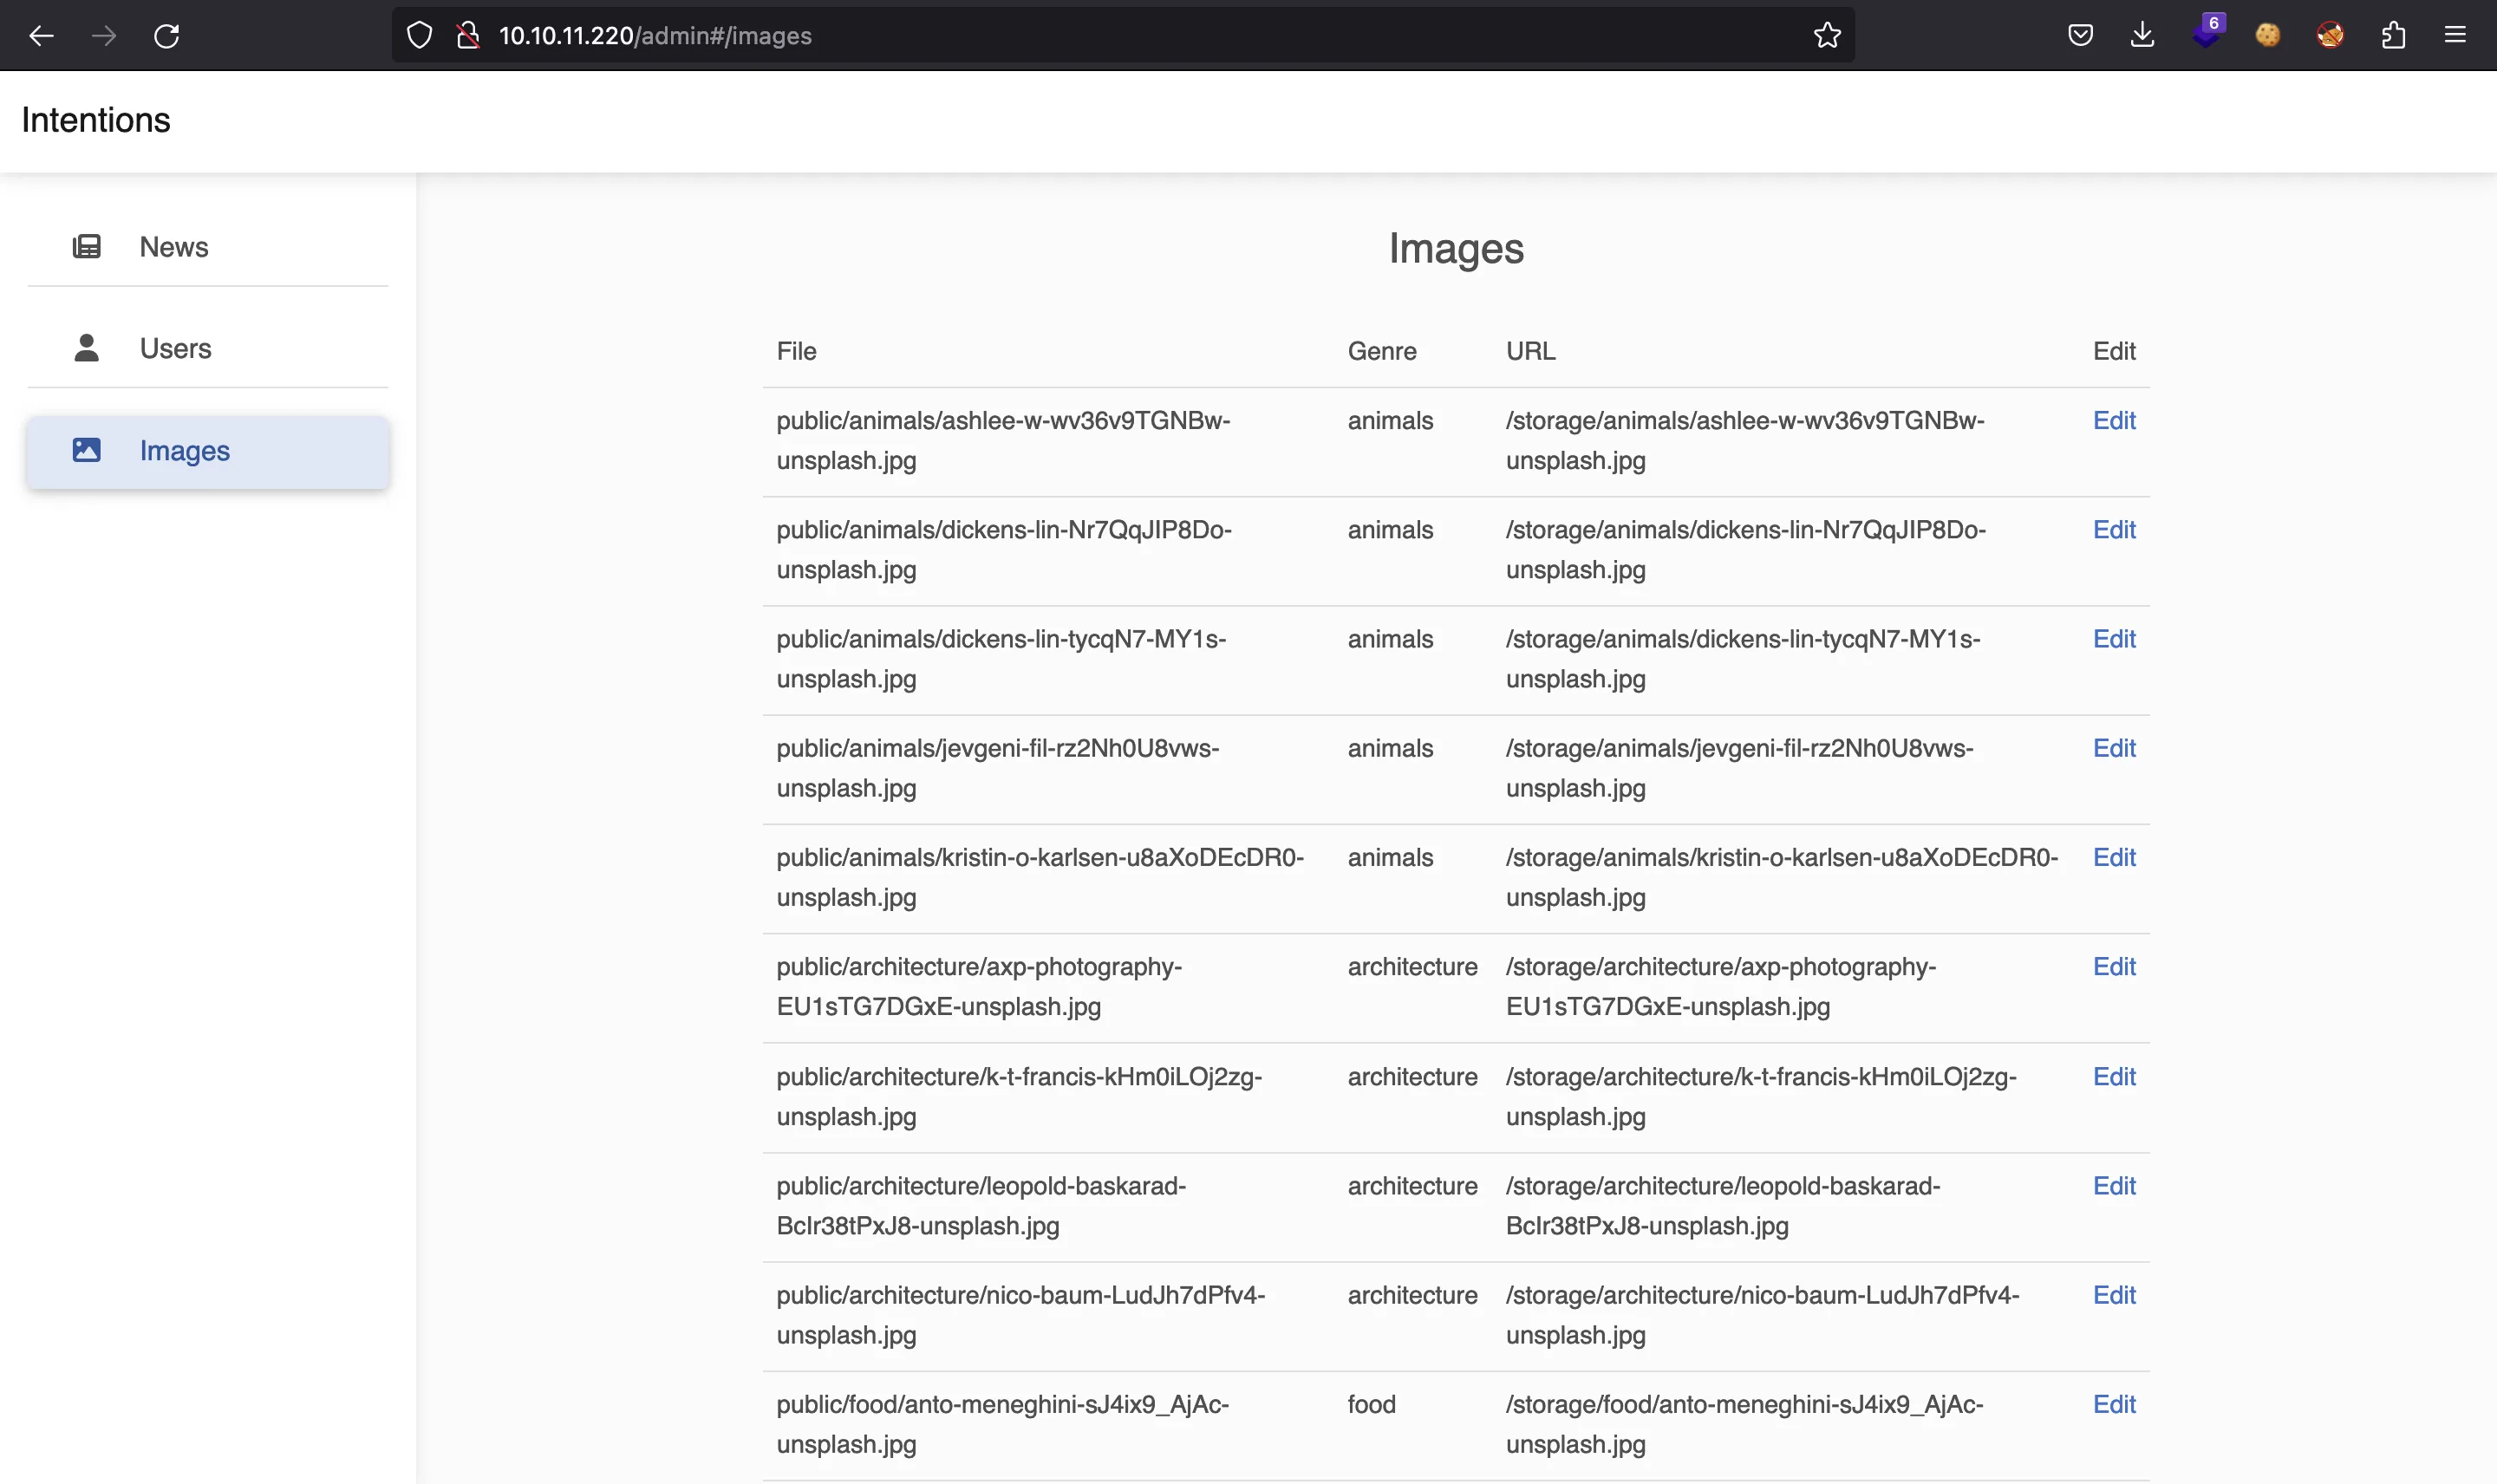 10.10.11.220/admin#/images
6
Intentions
News
Users
Images
Images
File Genre URL Edit
public/animals/ashlee-w-wv36v9TGNBw- animals /storage/animals/ashlee-w-wv36v9TGNBw- Edit
unsplash.jpg unsplash.jpg
public/animals/dickens-lin-Nr7QqJIP8Do- animals /storage/animals/dickens-lin-Nr7QqJIP8Do- Edit
unsplash.jpg unsplash.jpg
public/animals/dickens-lin-tycqN7-MY1s- animals /storage/animals/dickens-lin-tycqN7-MY1s- Edit
unsplash.jpg unsplash.jpg
public/animals/jevgeni-fil-rz2Nh0U8vws- animals /storage/animals/jevgeni-fil-rz2Nh0U8vws- Edit
unsplash.jpg unsplash.jpg
public/animals/kristin-o-karlsen-u8aXoDEcDR0- animals /storage/animals/kristin-o-karlsen-u8aXoDEcDR0- Edit
unsplash.jpg unsplash.jpg
public/architecture/axp-photography- architecture /storage/architecture/axp-photography- Edit
EU1sTG7DGxE-unsplash.jpg EU1sTG7DGxE-unsplash.jpg
public/architecture/k-t-francis-kHm0iLOj2zg- architecture /storage/architecture/k-t-francis-kHm0iLOj2zg- Edit
unsplash.jpg unsplash.jpg
public/architecture/leopold-baskarad- architecture /storage/architecture/leopold-baskarad- Edit
BcIr38tPxJ8-unsplash.jpg BcIr38tPxJ8-unsplash.jpg
public/architecture/nico-baum-LudJh7dPfv4- architecture /storage/architecture/nico-baum-LudJh7dPfv4- Edit
unsplash.jpg unsplash.jpg
public/food/anto-meneghini-sJ4ix9_AjAc- food /storage/food/anto-meneghini-sJ4ix9_AjAc- Edit
unsplash.jpg unsplash.jpg